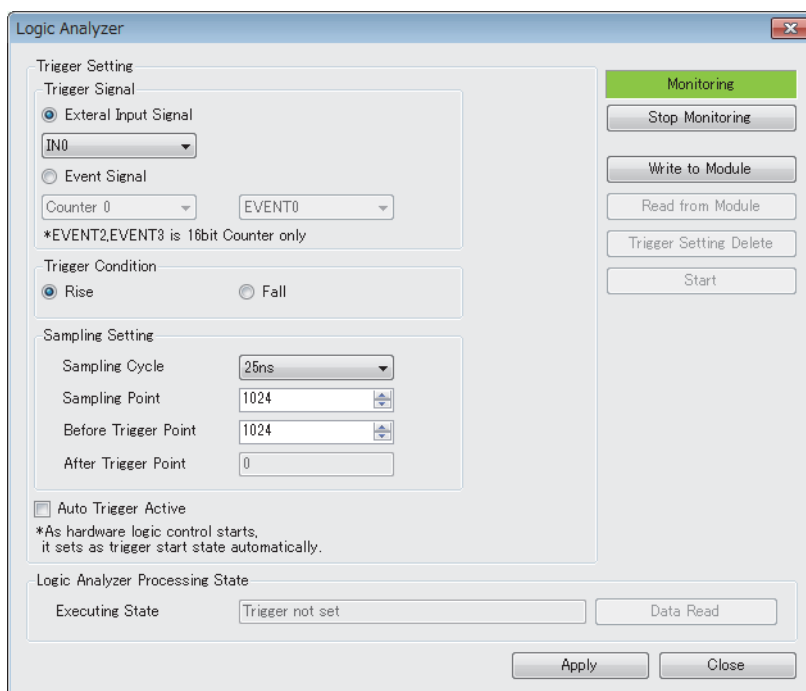 Logic Analyzer
Trigger Setting
Trigger Signal
Exteral Input Signal
IN0
Event Signal
Counter 0 EVENT0
*EVENT2,EVENT3 is 16bit Counter only
Trigger Condition
Rise Fall
Sampling Setting
Sampling Cycle 25ns
Sampling Point 1024
Before Trigger Point 1024
After Trigger Point 0
Auto Trigger Active
*As hardware logic control starts,
it sets as trigger start state automatically.
Monitoring
Stop Monitoring
Write to Module
Read from Module
Trigger Setting Delete
Start
Logic Analyzer Processing State
Executing State Trigger not set Data Read
Apply Close